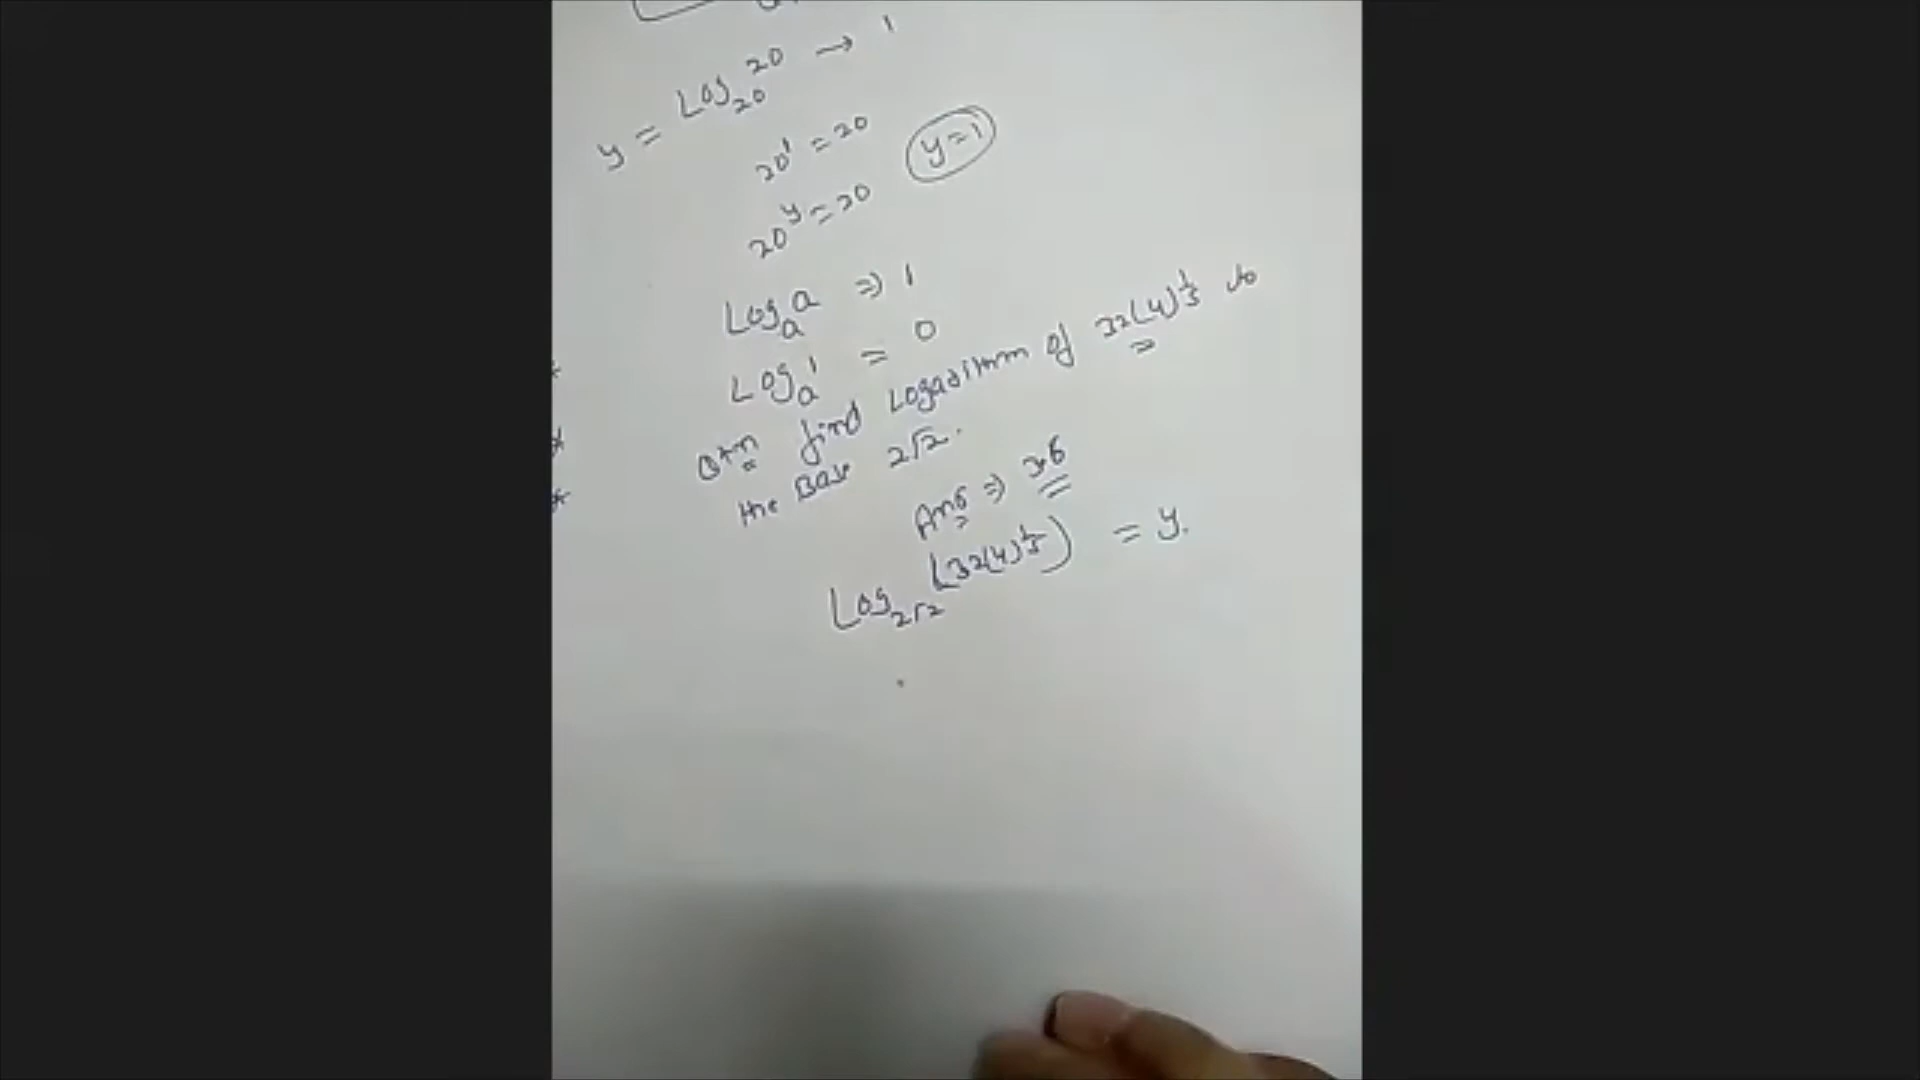 y = Log₂₀ 20 → 1
20¹ = 20
20^y = 20 y=1
Logₐ a ⇒ 1
Logₐ 1 = 0
find Logarithm of 32(4)^1/5 to
the Base 2√2.
Ans ⇒ 3.6
Log₂√₂ (32(4)^1/5) = y.